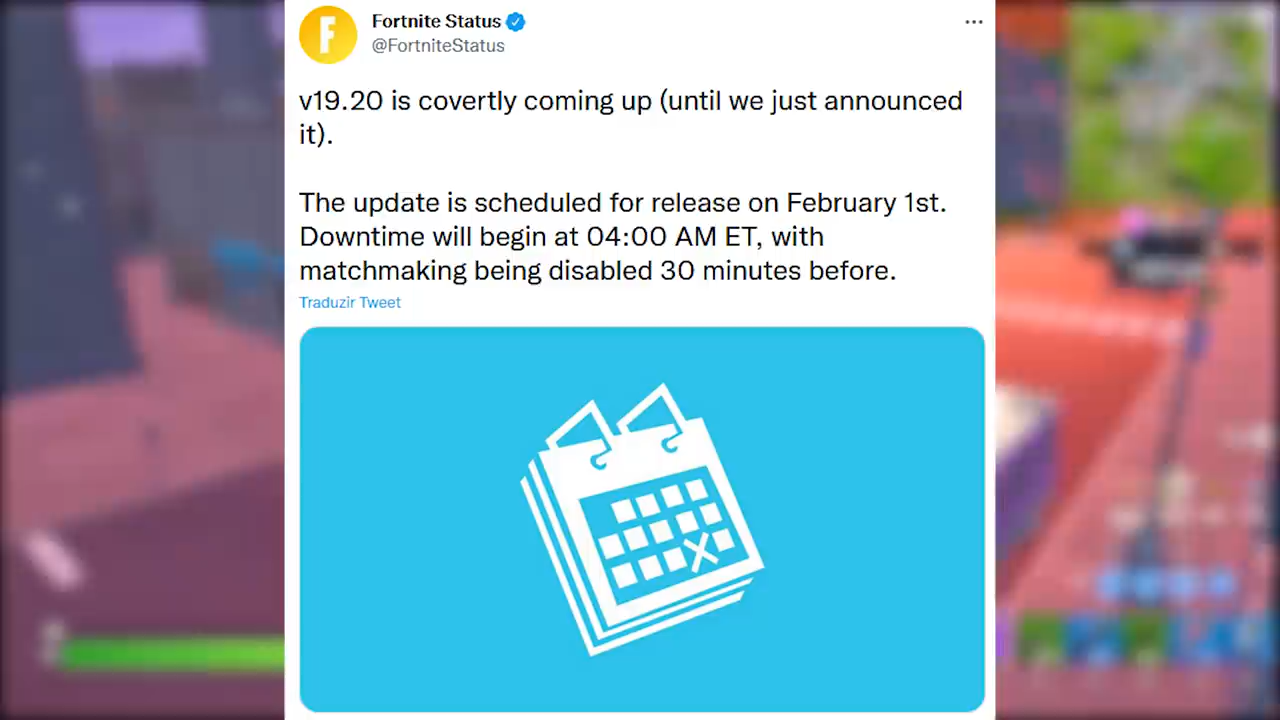 Fortnite Status
@FortniteStatus
v19.20 is covertly coming up (until we just announced
it).
The update is scheduled for release on February 1st.
Downtime will begin at 04:00 AM ET, with
matchmaking being disabled 30 minutes before.
Traduzir Tweet